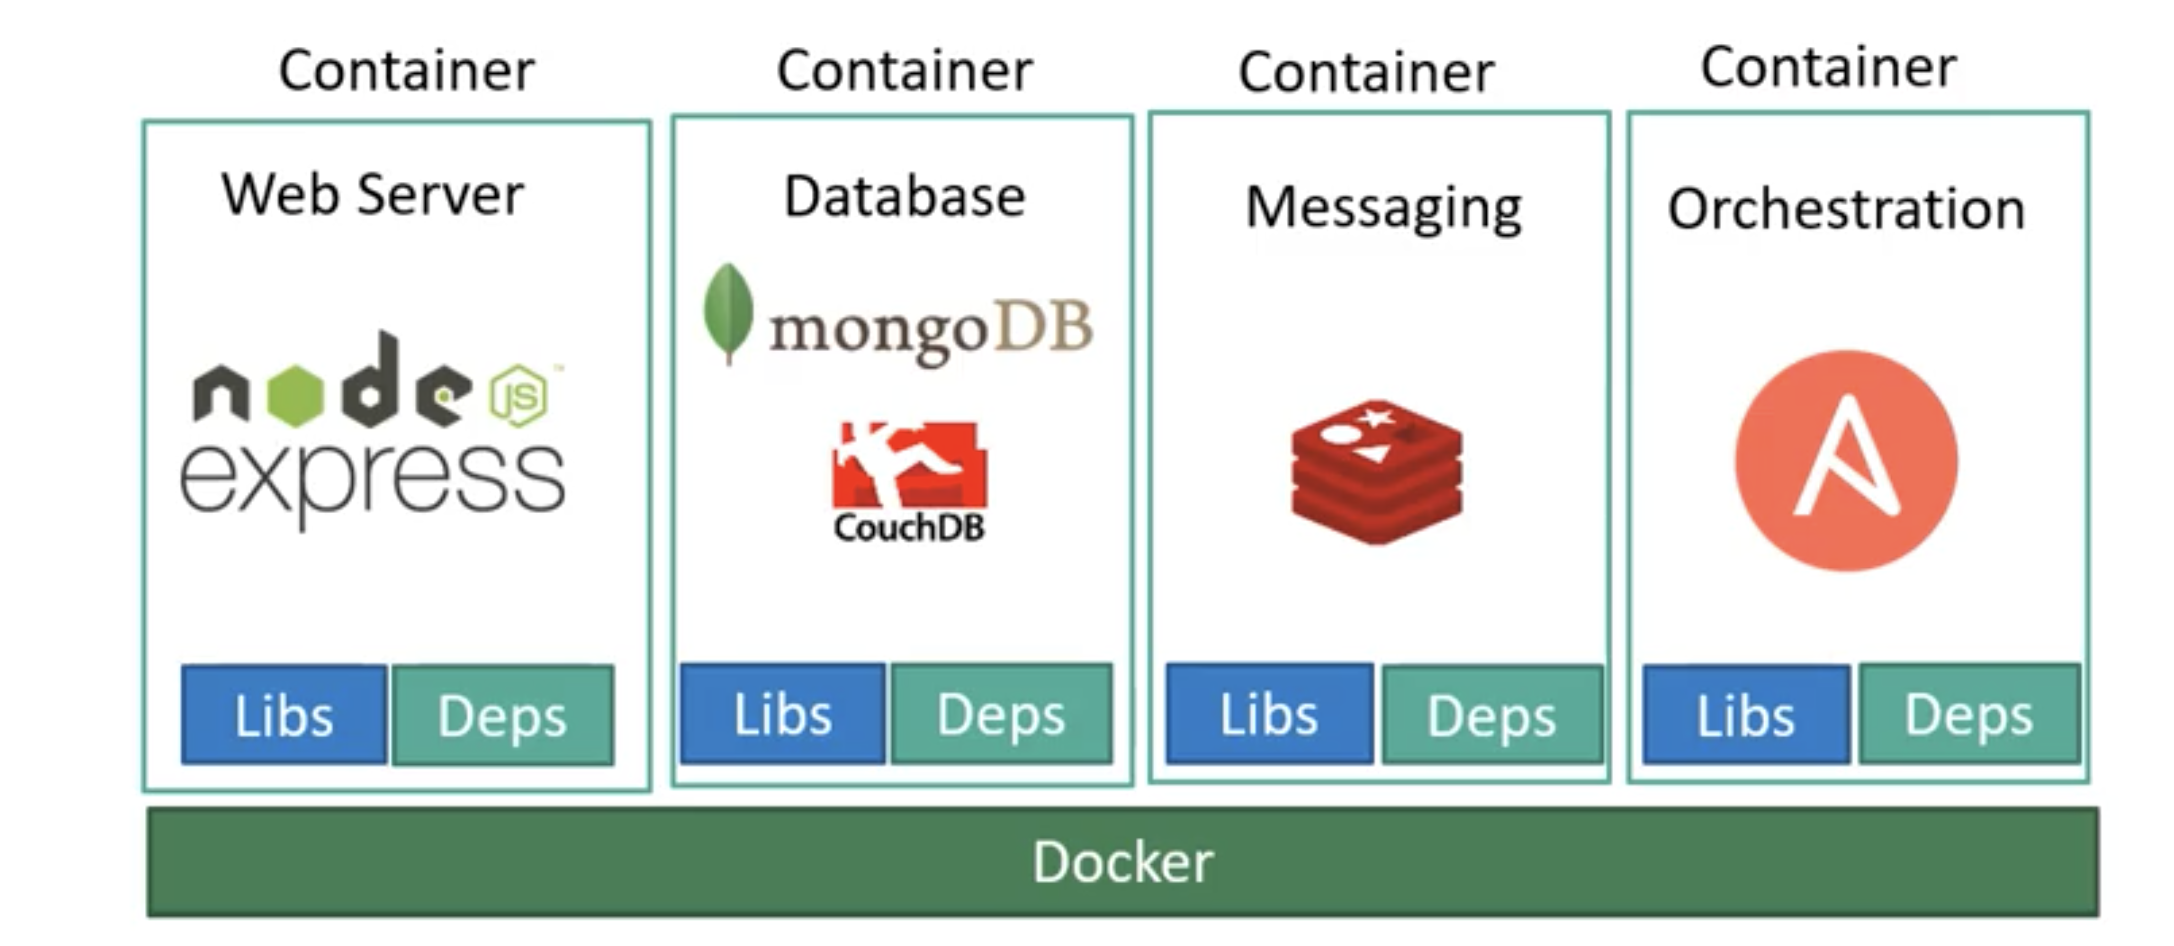 Container
Container
Container
Container
Web Server
Database
Messaging
Orchestration
mongoDB
node JS™
express
CouchDB
Libs
Deps
Libs
Deps
Libs
Deps
Libs
Deps
Docker